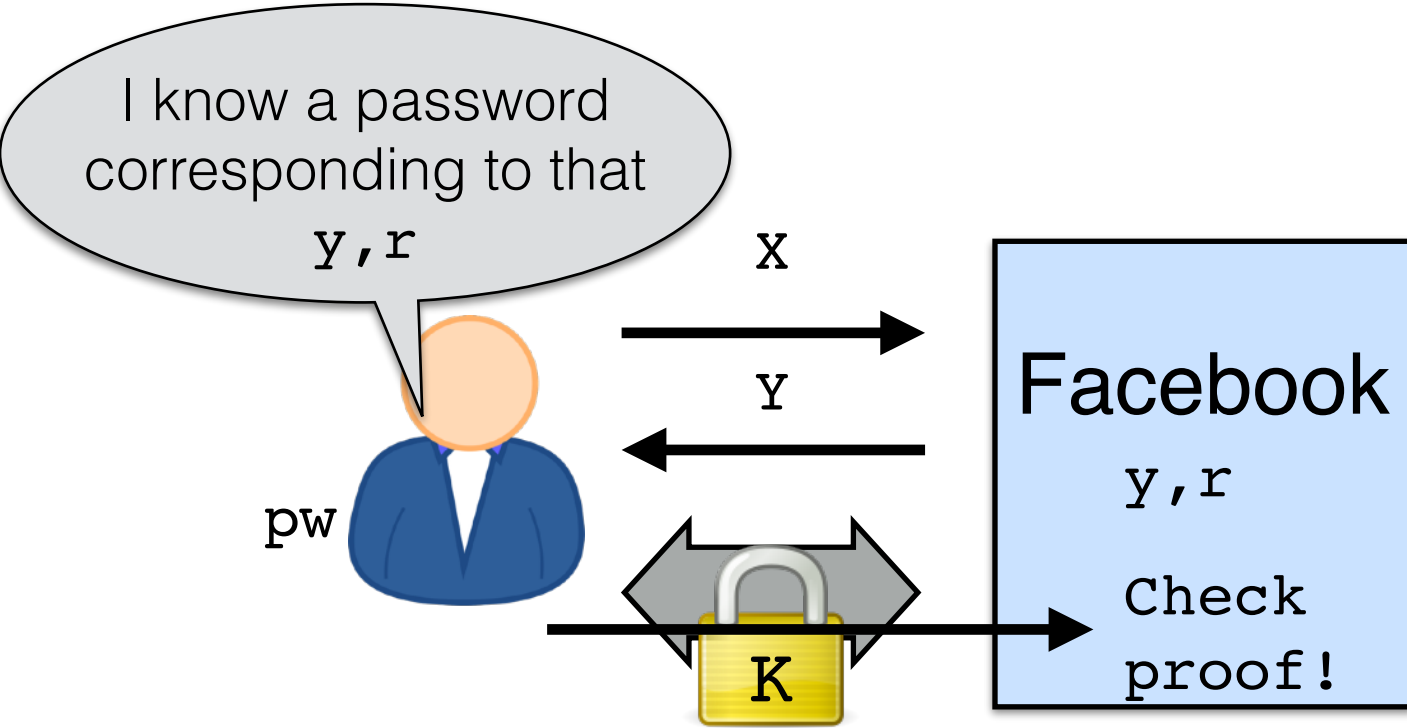 I know a password
corresponding to that
y,r
X
Y
Facebook
y,r
pw
Check
proof!
K